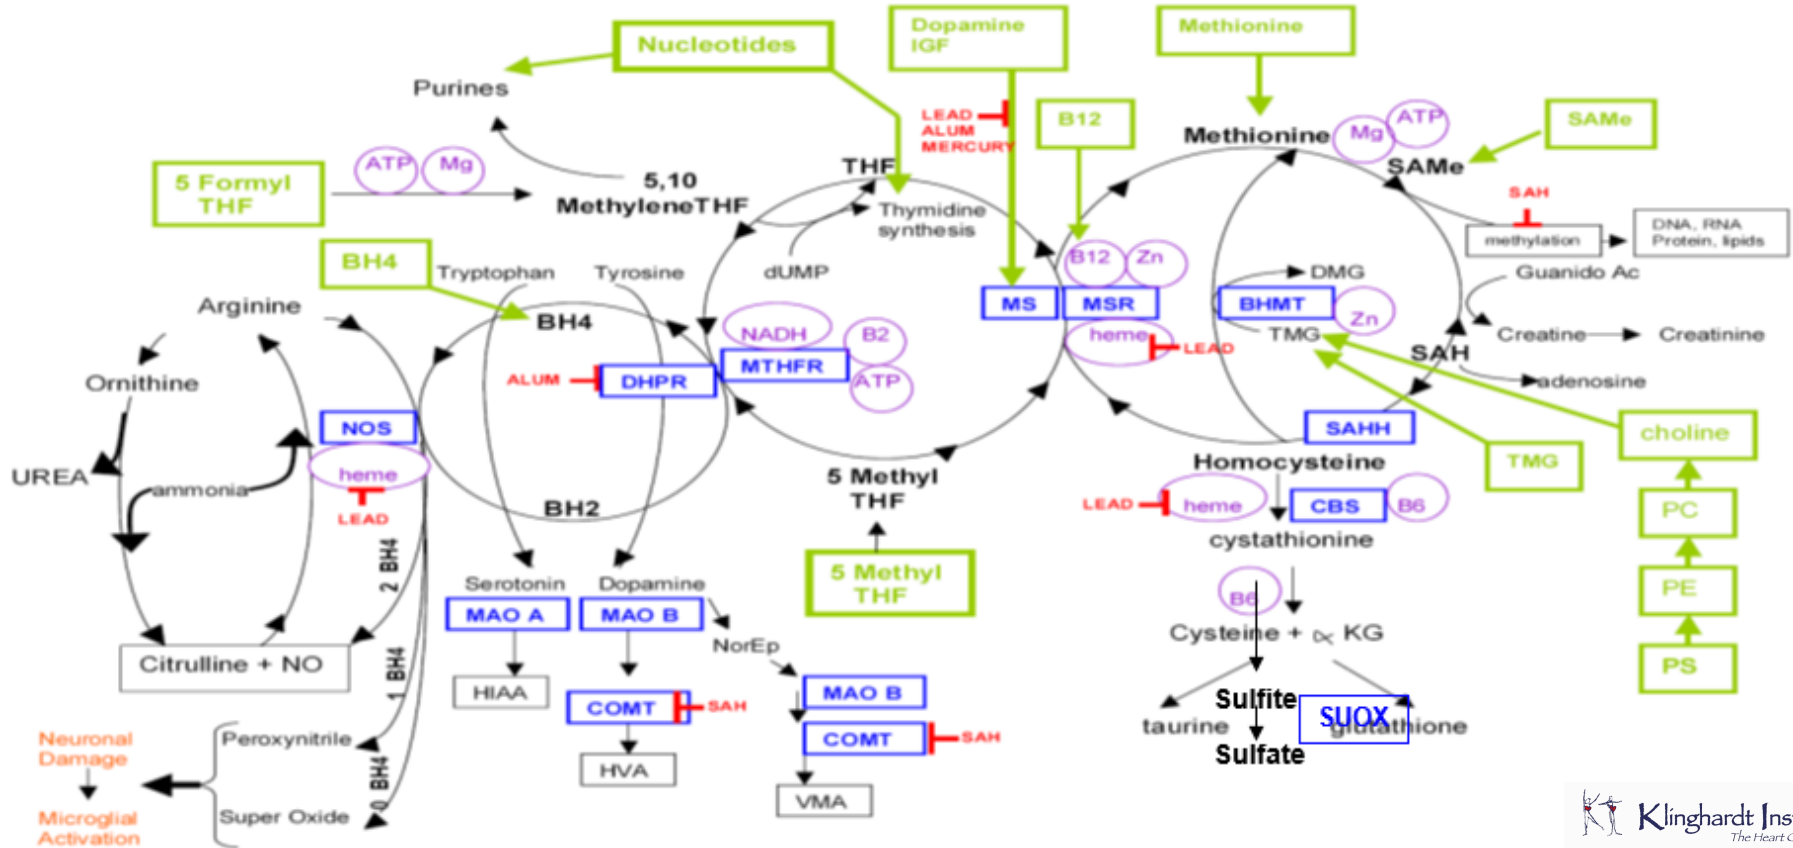 Nucleotides
Dopamine
IGF
Methionine
Purines
LEAD
ALUM
MERCURY
B12
Methionine
Mg
ATP
SAMe
SAMe
5 Formyl
THF
ATP
Mg
5,10
MethyleneTHF
THF
Thymidine
synthesis
SAH
methylation
DNA, RNA
Protein, lipids
BH4
Tryptophan
Tyrosine
dUMP
B12
Zn
DMG
Guanido Ac
Arginine
BH4
NADH
B2
MS
MSR
BHMT
Zn
heme
LEAD
TMG
Creatine
Creatinine
SAH
Ornithine
ALUM
DHPR
MTHFR
ATP
adenosine
NOS
SAHH
choline
UREA
ammonia
heme
LEAD
BH2
5 Methyl
THF
Homocysteine
TMG
LEAD
heme
CBS
B6
PC
cystathionine
2 BH4
Serotonin
Dopamine
5 Methyl
THF
B6
PE
MAO A
MAO B
NorEp
Cysteine + ∝ KG
Citrulline + NO
1 BH4
HIAA
COMT
SAH
MAO B
PS
Sulfite
SUOX
taurine
glutathione
Neuronal
Damage
Peroxynitrile
COMT
SAH
Sulfate
HVA
0 BH4
VMA
Microglial
Activation
Super Oxide
Klinghardt Ins
The Heart